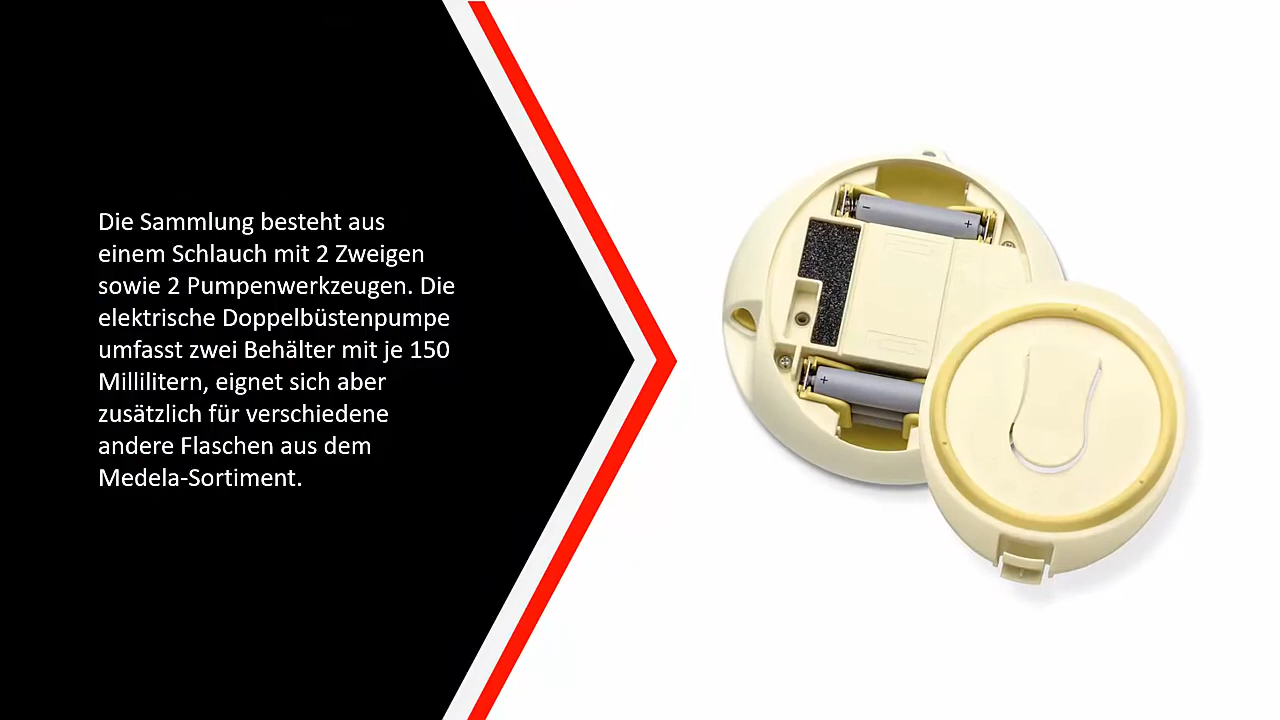 Die Sammlung besteht aus
einem Schlauch mit 2 Zweigen
sowie 2 Pumpenwerkzeugen. Die
elektrische Doppelbüstenpumpe
umfasst zwei Behälter mit je 150
Millilitern, eignet sich aber
zusätzlich für verschiedene
andere Flaschen aus dem
Medela-Sortiment.